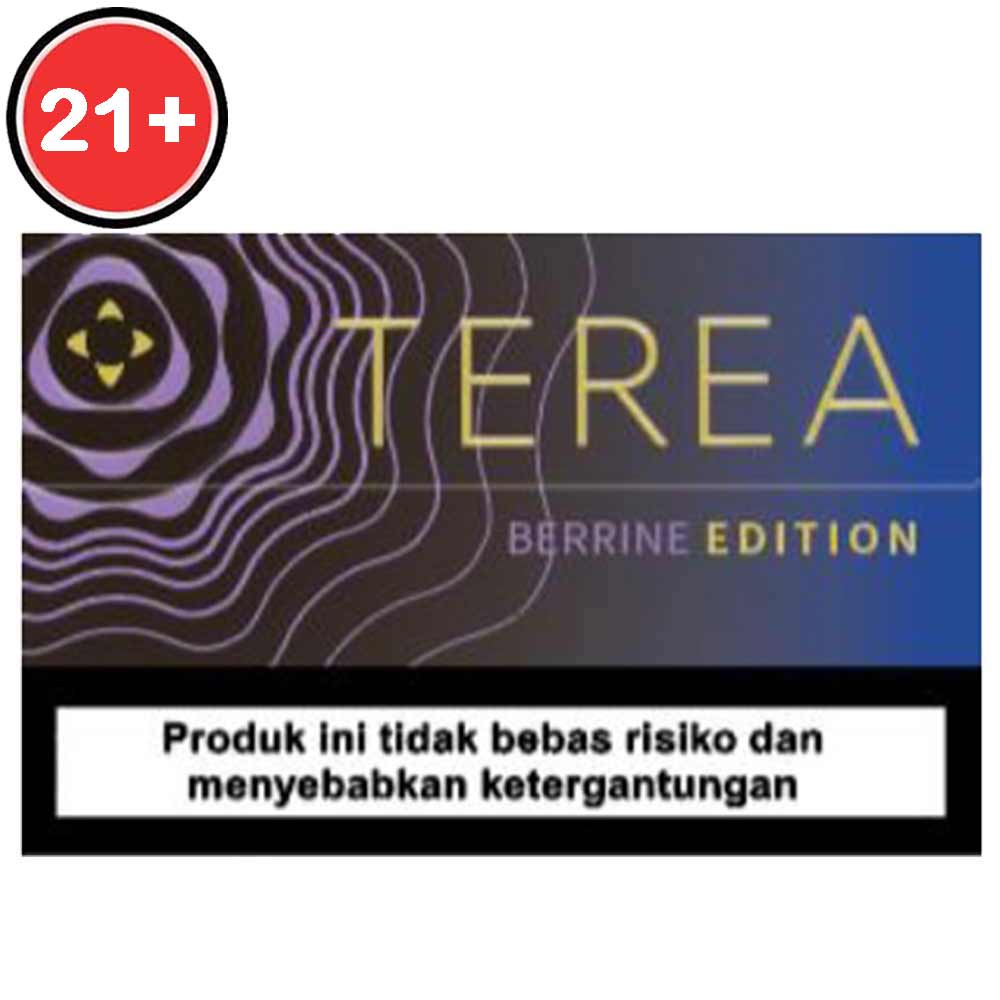 21+
TEREA
BERRINE EDITION
Produk ini tidak bebas risiko dan
menyebabkan ketergantungan